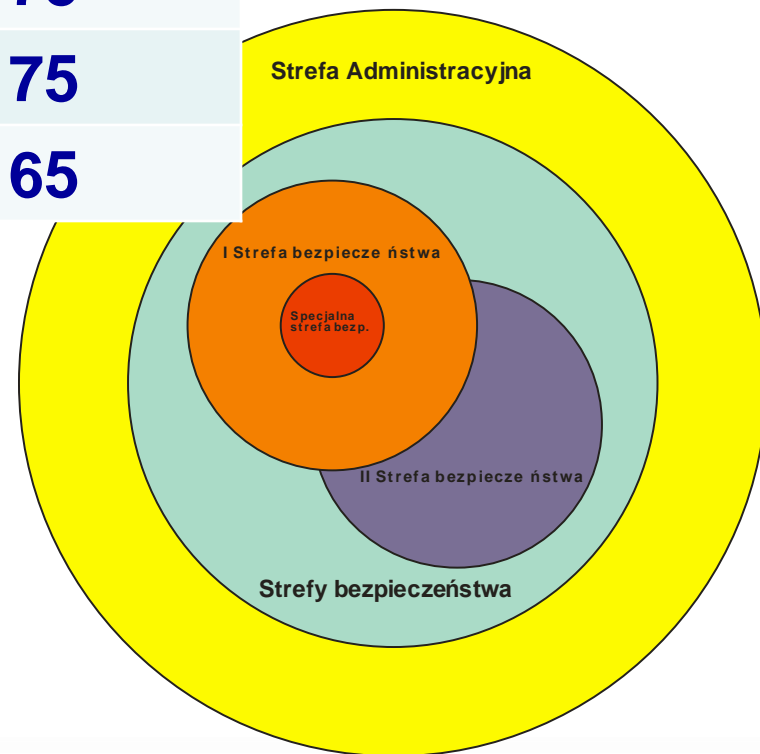 75
65
Strefa Administracyjna
I Strefa bezpiecze ństwa
Specjalna
strefa bezp.
II Strefa bezpiecze ństwa
Strefy bezpieczeństwa